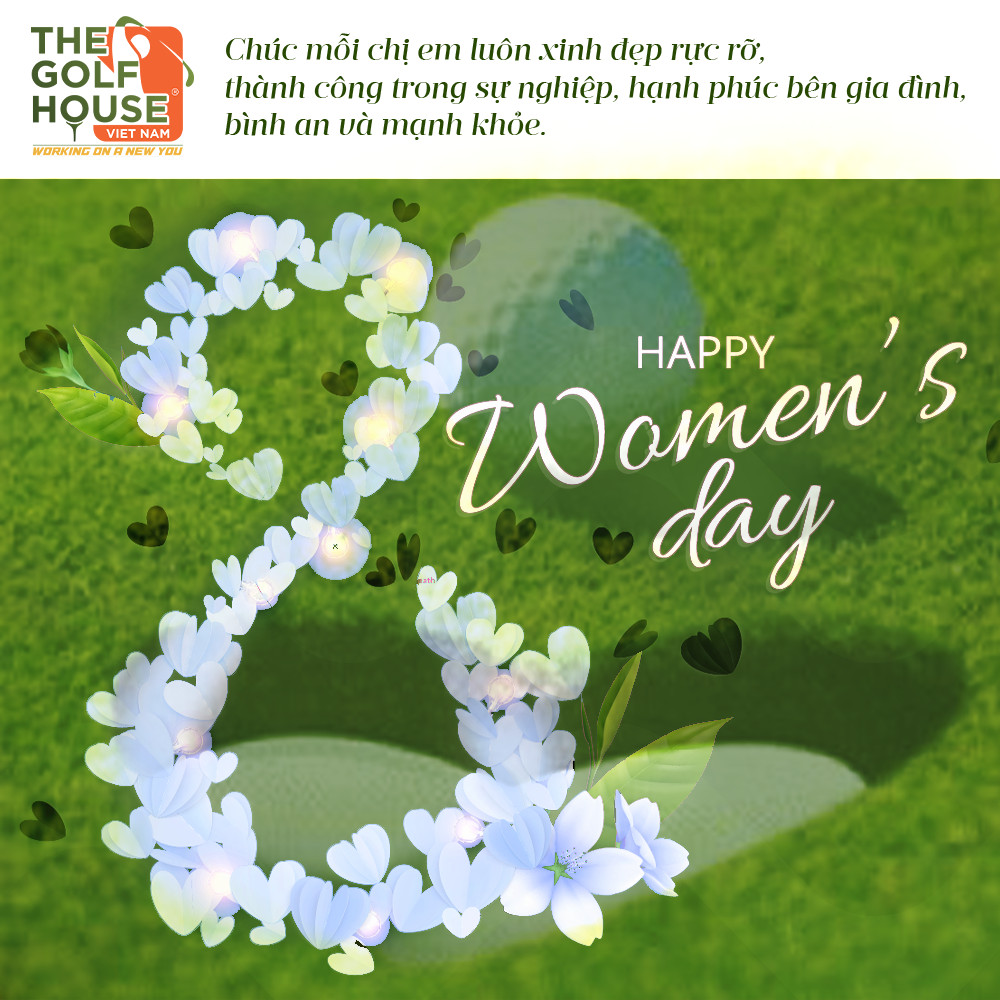 THE
GOLF
HOUSE®
VIET NAM
WORKING ON A NEW YOU
Chúc mỗi chị em luôn xinh đẹp rực rỡ,
thành công trong sự nghiệp, hạnh phúc bên gia đình,
bình an và mạnh khỏe.
HAPPY
Women's
day